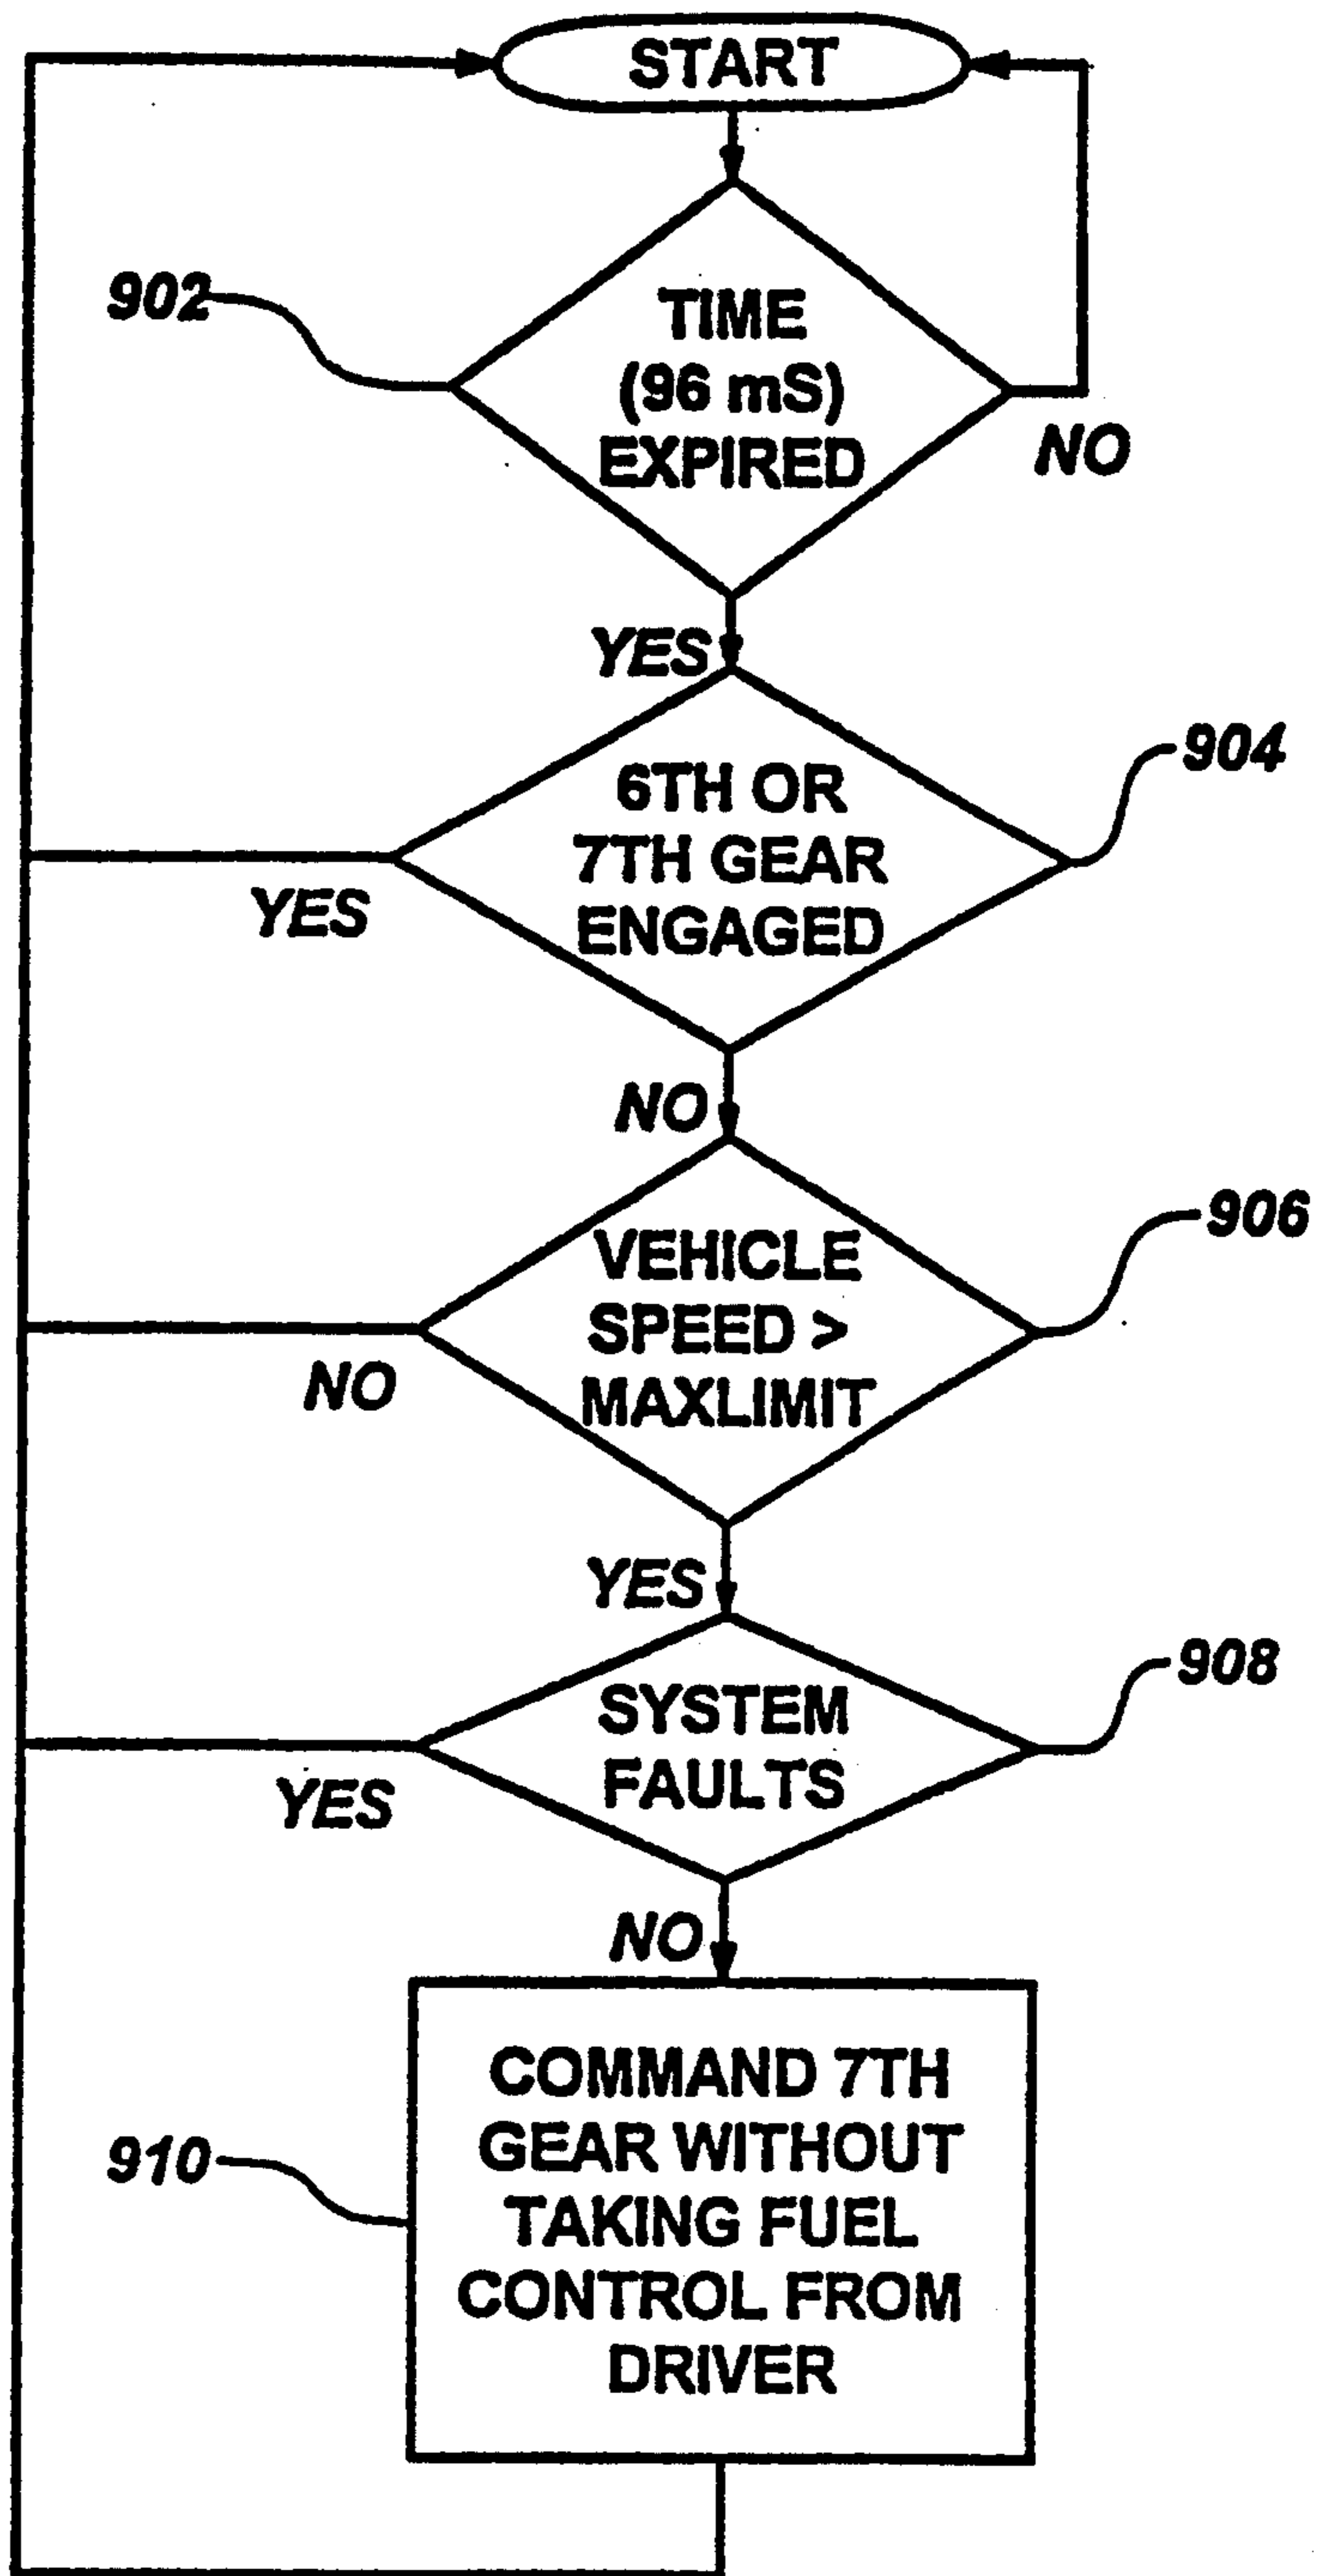 START
902
TIME
(96 mS)
EXPIRED
NO
YES
904
6TH OR
7TH GEAR
ENGAGED
YES
NO
906
VEHICLE
SPEED >
MAXLIMIT
NO
YES
908
SYSTEM
FAULTS
YES
NO
910
COMMAND 7TH
GEAR WITHOUT
TAKING FUEL
CONTROL FROM
DRIVER